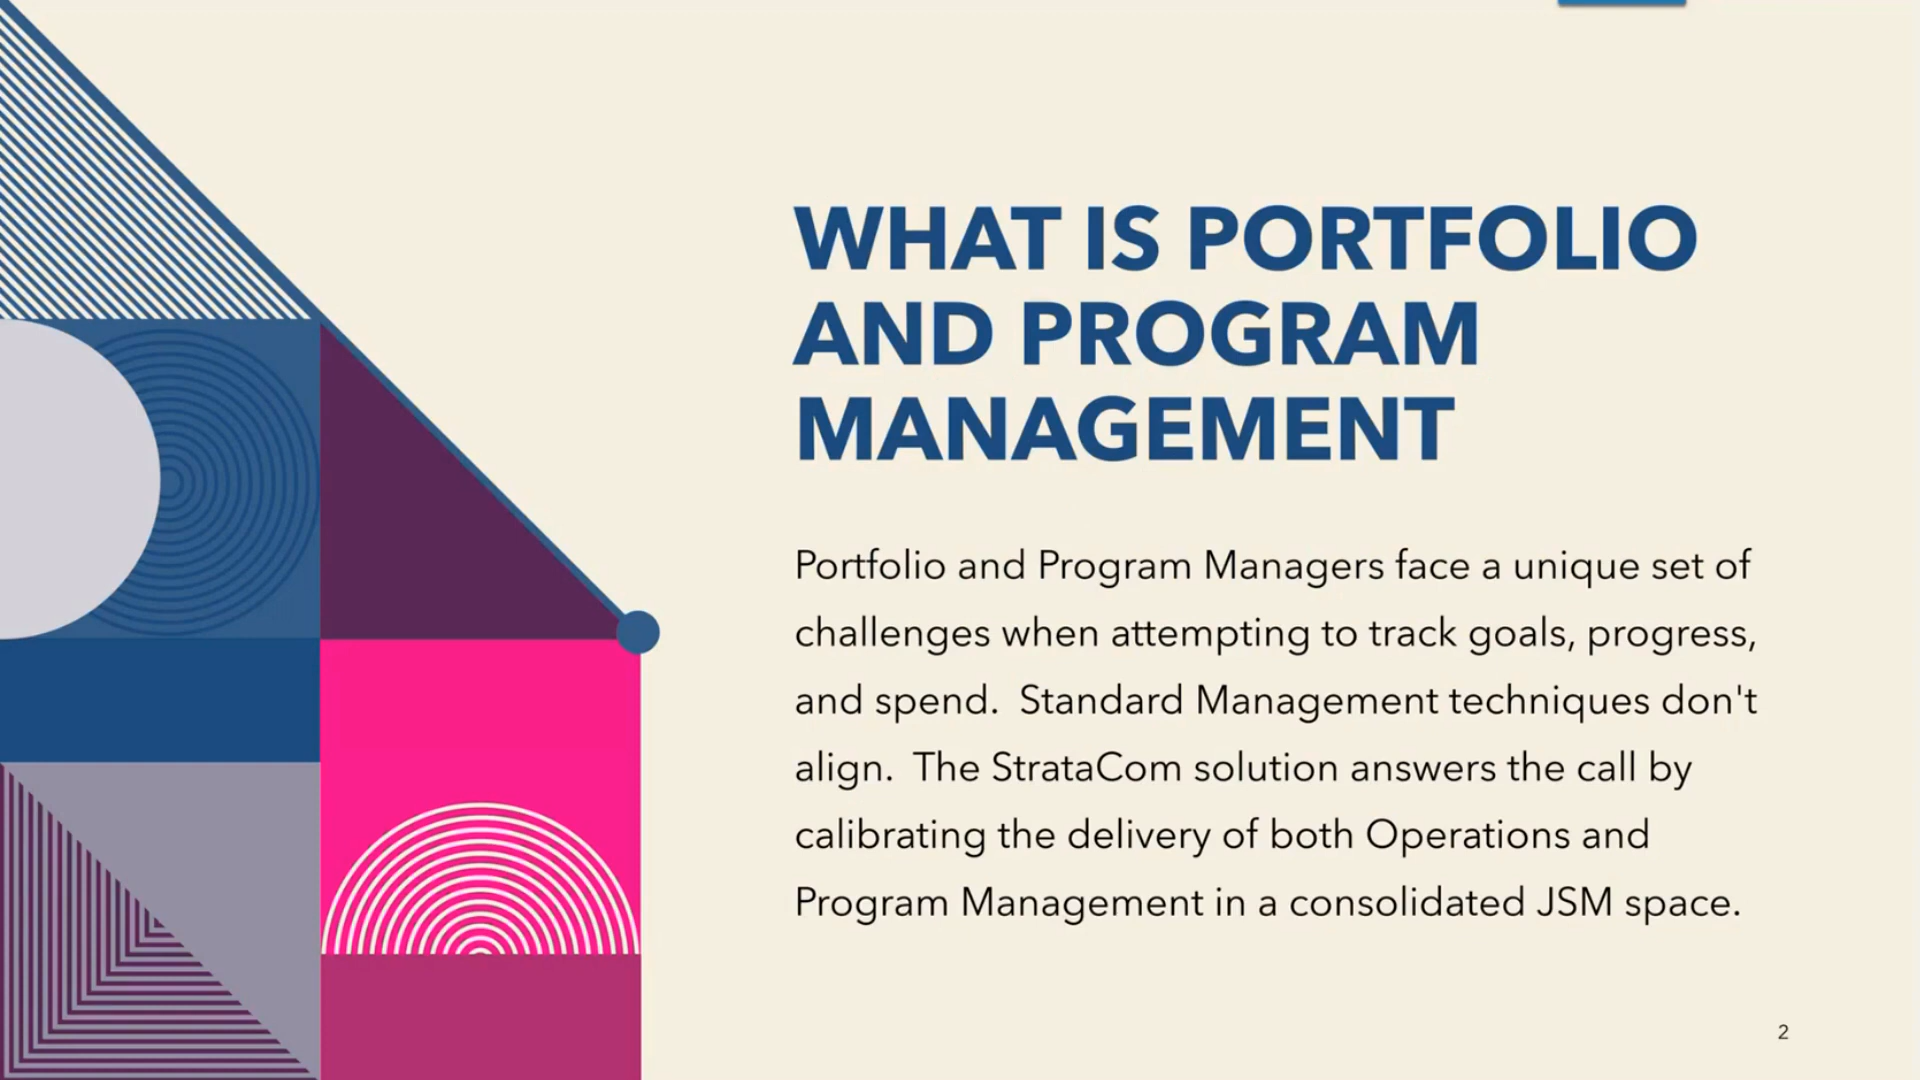 WHAT IS PORTFOLIO
AND PROGRAM
MANAGEMENT
Portfolio and Program Managers face a unique set of
challenges when attempting to track goals, progress,
and spend.  Standard Management techniques don't
align.  The StrataCom solution answers the call by
calibrating the delivery of both Operations and
Program Management in a consolidated JSM space.
2